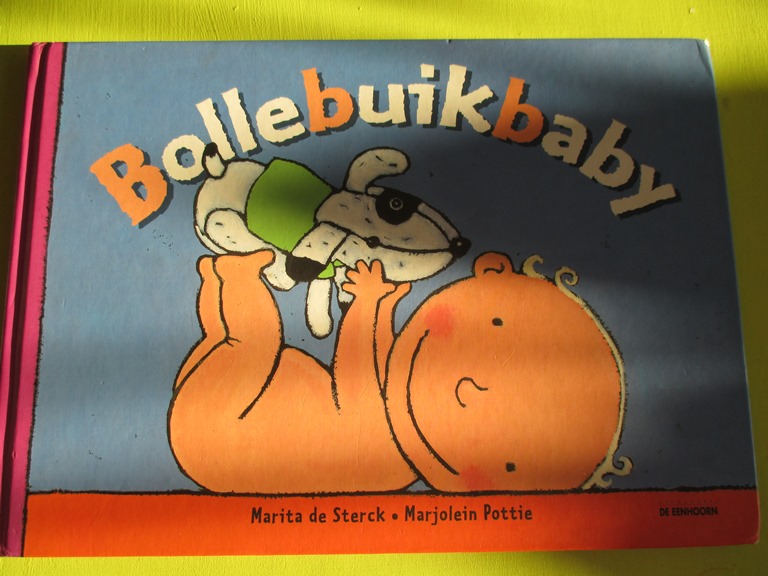 Bollebuikbaby
Marita de Sterck • Marjolein Pottie
DE EENHOORN